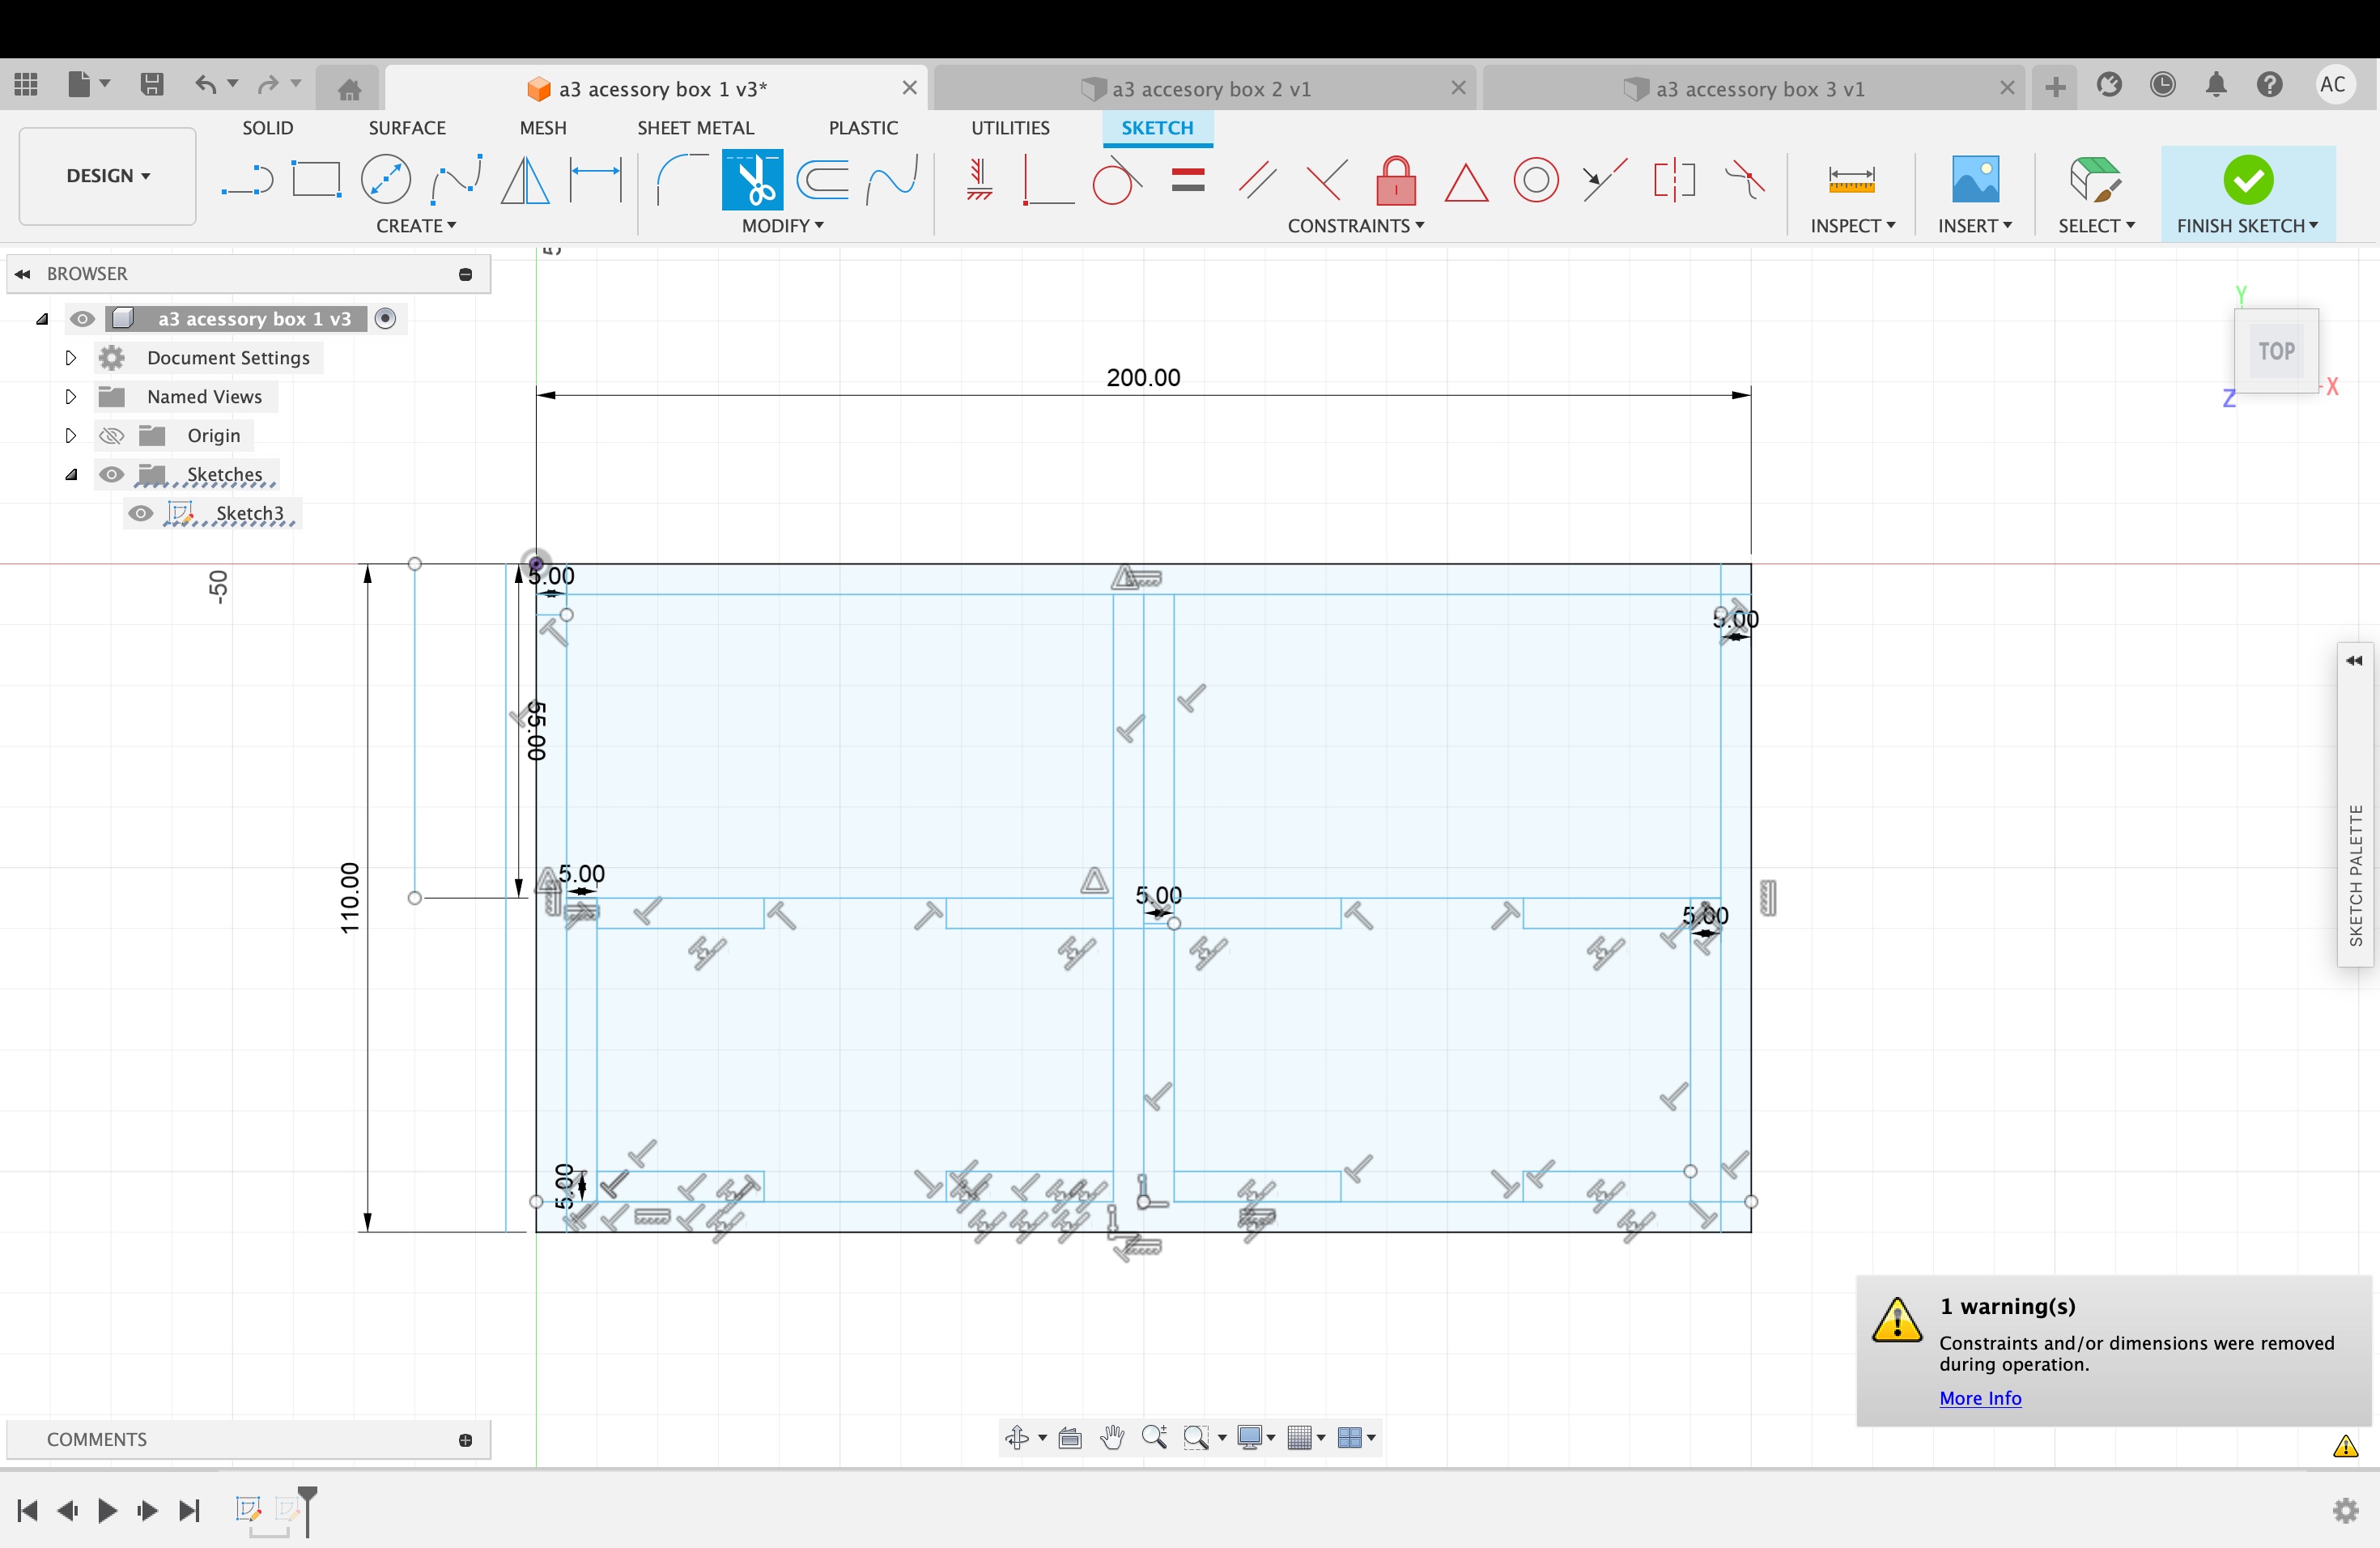 a3 acessory box 1 v3*
a3 accesory box 2 v1
a3 accessory box 3 v1
AC
SOLID
SURFACE
MESH
SHEET METAL
PLASTIC
UTILITIES
SKETCH
DESIGN
CREATE
MODIFY
CONSTRAINTS
INSPECT
INSERT
SELECT
FINISH SKETCH
BROWSER
a3 acessory box 1 v3
Document Settings
Named Views
Origin
Sketches
Sketch3
Y
TOP
X
Z
200.00
-50
5.00
5.00
55.00
110.00
5.00
5.00
5.00
5.00
SKETCH PALETTE
1 warning(s)
Constraints and/or dimensions were removed
during operation.
More Info
COMMENTS